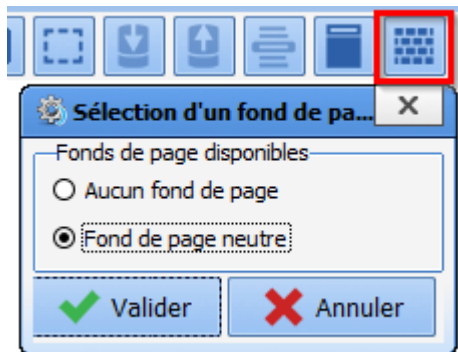 Sélection d'un fond de pa...
Fonds de page disponibles
Aucun fond de page
Fond de page neutre
Valider
Annuler